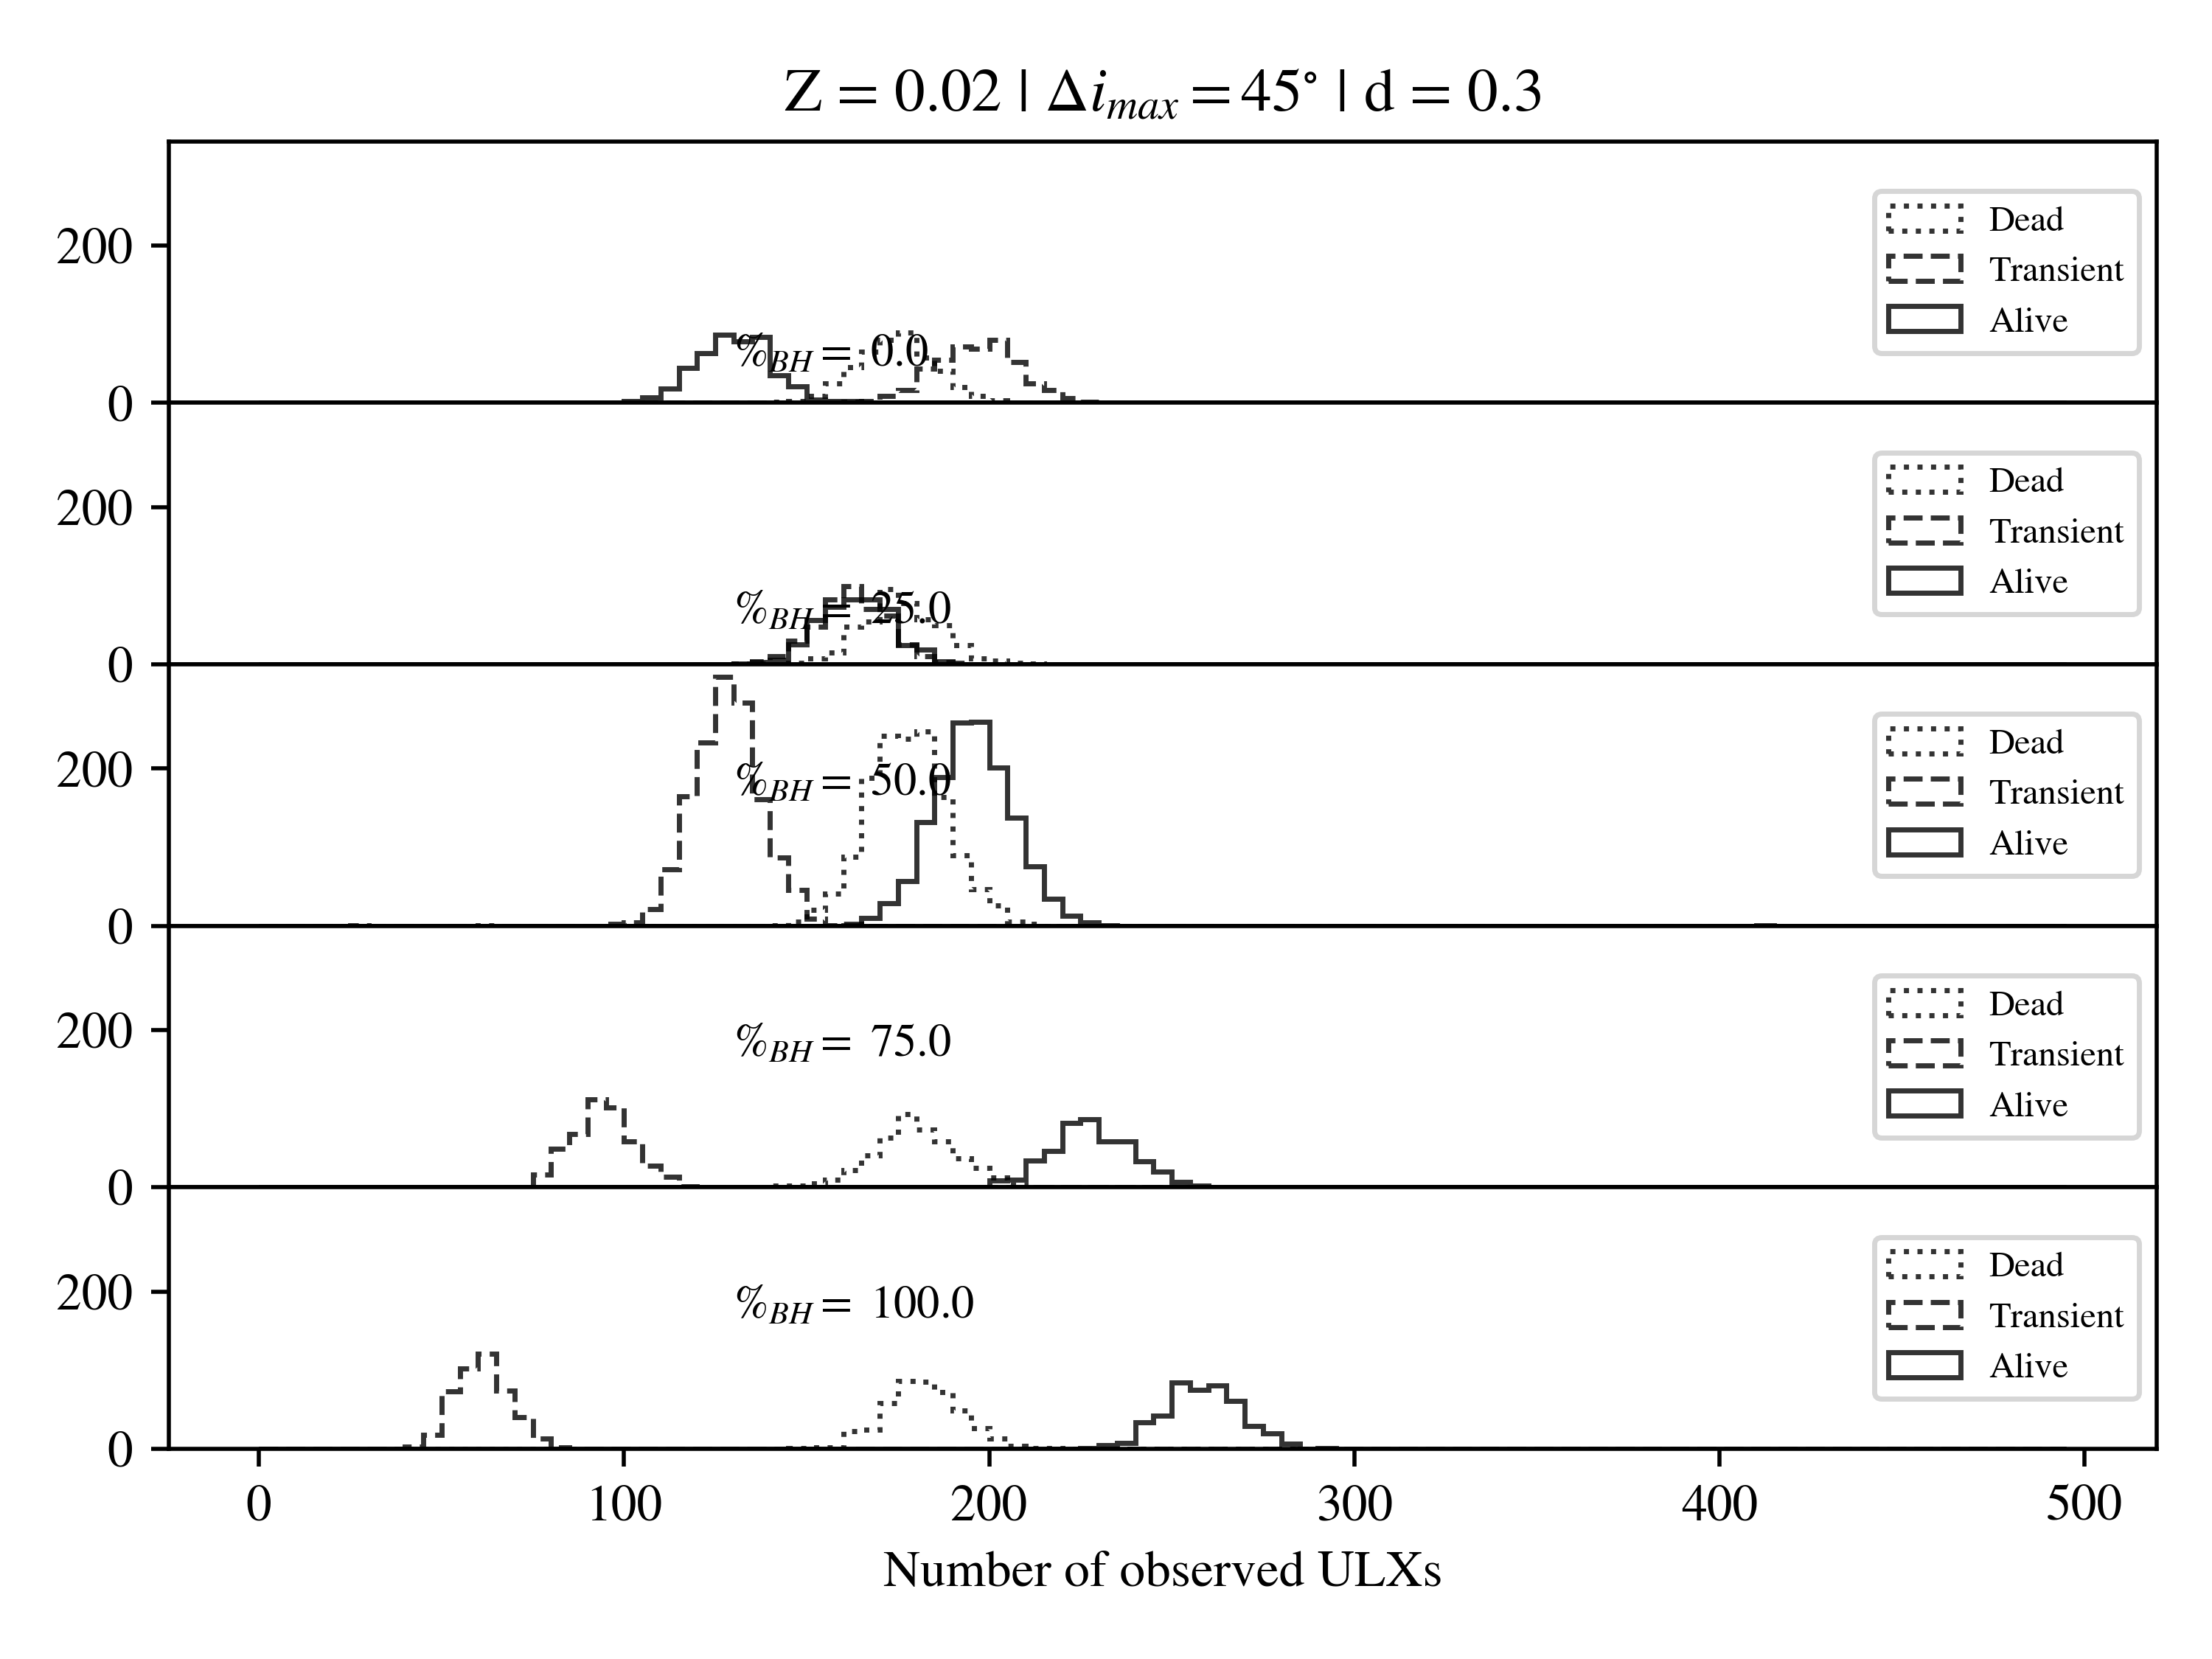 Z = 0.02 | Δi_max = 45° | d = 0.3
200
%_BH = 0.0
0
Dead
Transient
Alive
200
%_BH = 25.0
0
Dead
Transient
Alive
200
%_BH = 50.0
0
Dead
Transient
Alive
200
%_BH = 75.0
0
Dead
Transient
Alive
200
%_BH = 100.0
0
Dead
Transient
Alive
0 100 200 300 400 500
Number of observed ULXs